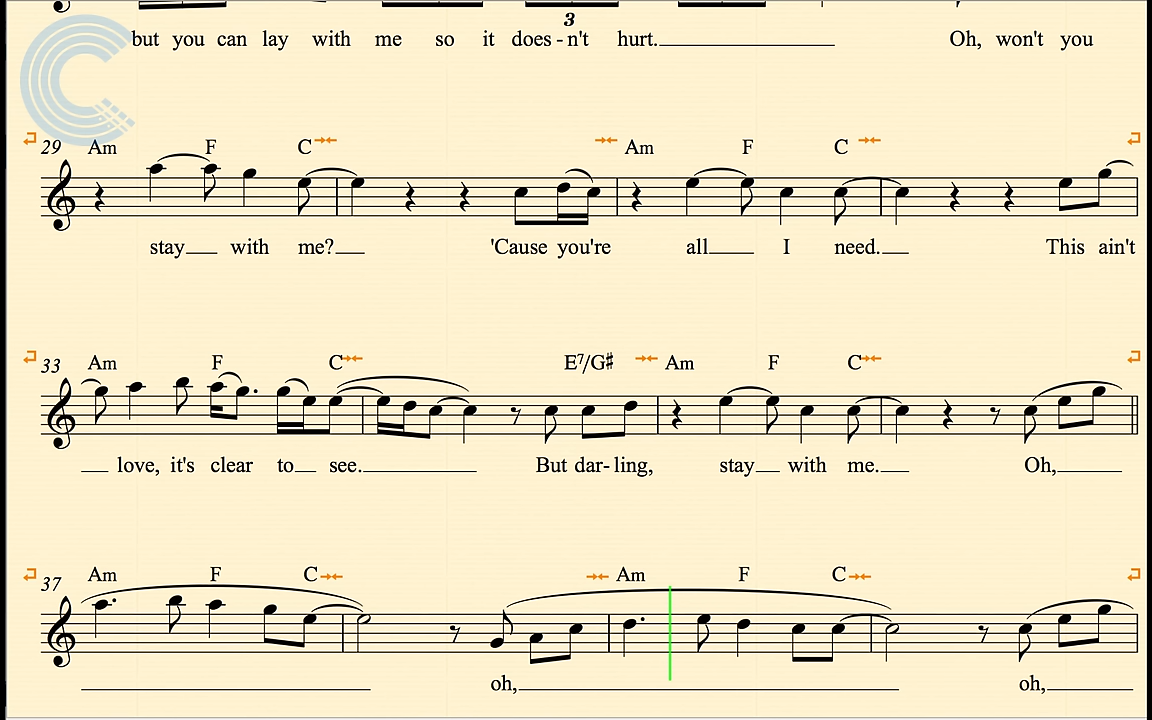 3
but you can lay with me so it does - n't hurt. Oh, won't you
29 Am F C Am F C
stay with me? 'Cause you're all I need. This ain't
33 Am F C E7/G♯ Am F C
love, it's clear to see. But dar- ling, stay with me. Oh,
37 Am F C Am F C
oh, oh,